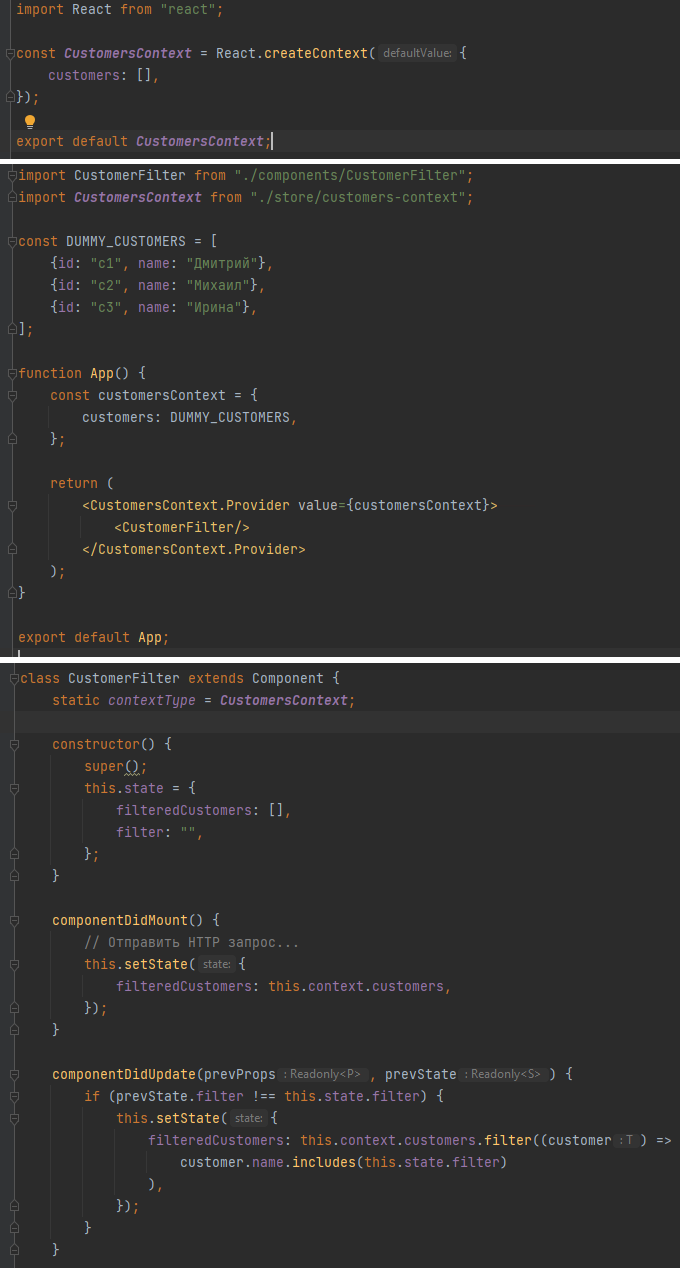 import React from "react";
const CustomersContext = React.createContext( defaultValue: {
    customers: [],
});
export default CustomersContext;
import CustomerFilter from "./components/CustomerFilter";
import CustomersContext from "./store/customers-context";
const DUMMY_CUSTOMERS = [
    {id: "c1", name: "Дмитрий"},
    {id: "c2", name: "Михаил"},
    {id: "c3", name: "Ирина"},
];
function App() {
    const customersContext = {
        customers: DUMMY_CUSTOMERS,
    };
    return (
        <CustomersContext.Provider value={customersContext}>
            <CustomerFilter/>
        </CustomersContext.Provider>
    );
}
export default App;
class CustomerFilter extends Component {
    static contextType = CustomersContext;
    constructor() {
        super();
        this.state = {
            filteredCustomers: [],
            filter: "",
        };
    }
    componentDidMount() {
        // Отправить HTTP запрос...
        this.setState( state: {
            filteredCustomers: this.context.customers,
        });
    }
    componentDidUpdate(prevProps : Readonly<P> , prevState : Readonly<S> ) {
        if (prevState.filter !== this.state.filter) {
            this.setState( state: {
                filteredCustomers: this.context.customers.filter((customer : T ) =>
                    customer.name.includes(this.state.filter)
                ),
            });
        }
    }